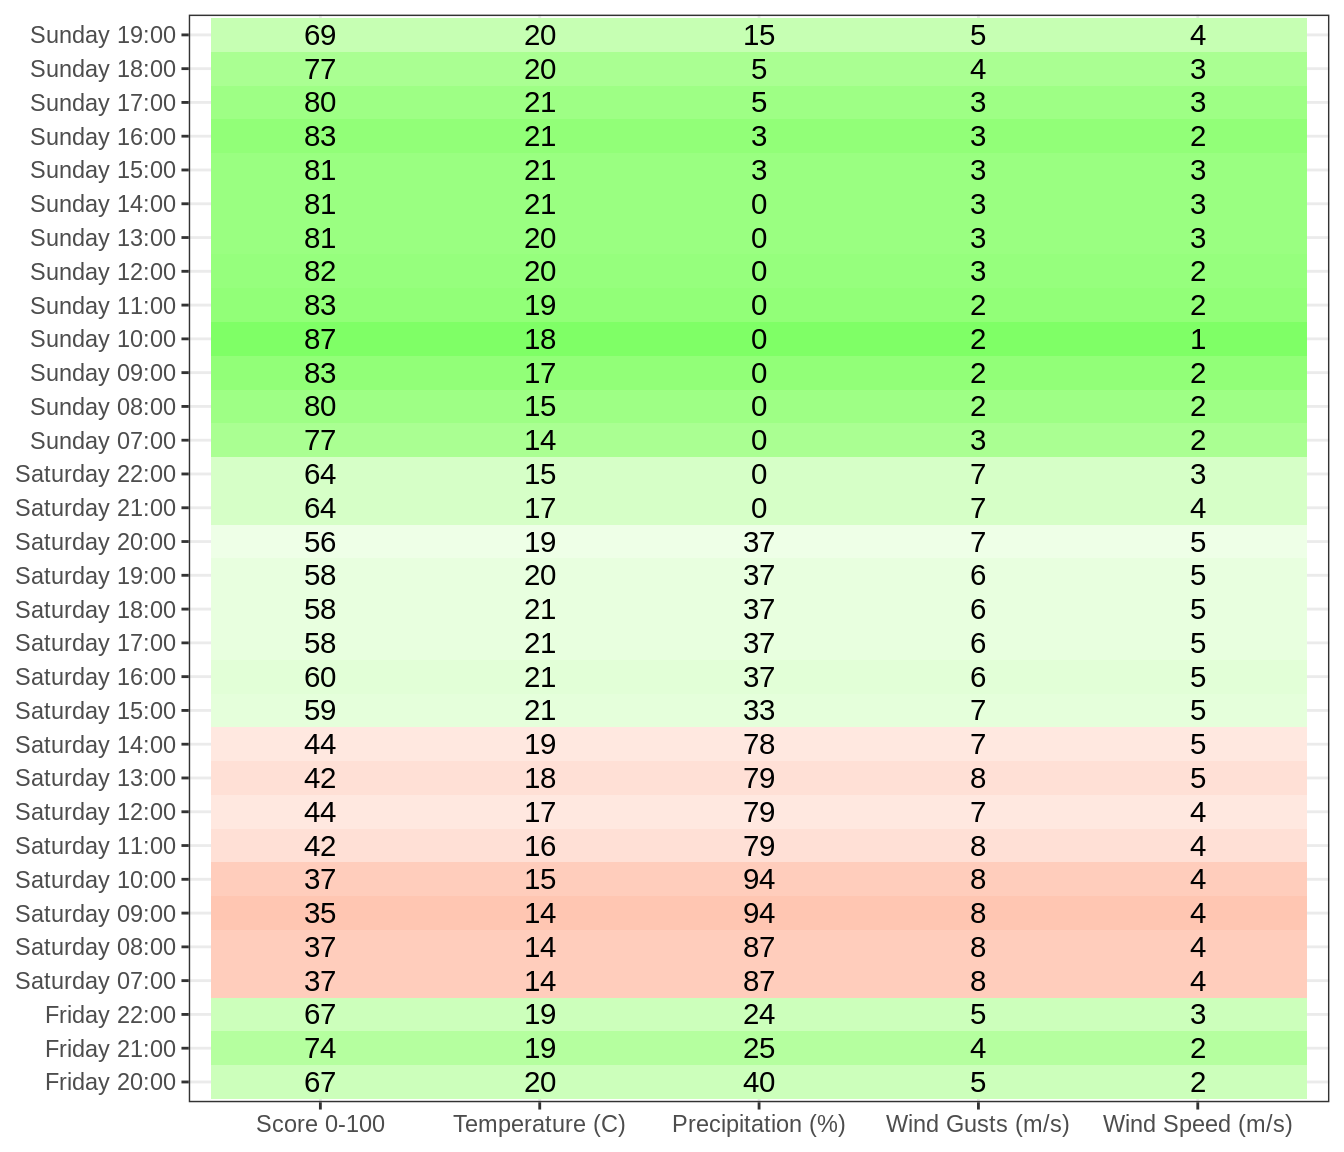 Sunday 19:00 69 20 15 5 4
Sunday 18:00 77 20 5 4 3
Sunday 17:00 80 21 5 3 3
Sunday 16:00 83 21 3 3 2
Sunday 15:00 81 21 3 3 3
Sunday 14:00 81 21 0 3 3
Sunday 13:00 81 20 0 3 3
Sunday 12:00 82 20 0 3 2
Sunday 11:00 83 19 0 2 2
Sunday 10:00 87 18 0 2 1
Sunday 09:00 83 17 0 2 2
Sunday 08:00 80 15 0 2 2
Sunday 07:00 77 14 0 3 2
Saturday 22:00 64 15 0 7 3
Saturday 21:00 64 17 0 7 4
Saturday 20:00 56 19 37 7 5
Saturday 19:00 58 20 37 6 5
Saturday 18:00 58 21 37 6 5
Saturday 17:00 58 21 37 6 5
Saturday 16:00 60 21 37 6 5
Saturday 15:00 59 21 33 7 5
Saturday 14:00 44 19 78 7 5
Saturday 13:00 42 18 79 8 5
Saturday 12:00 44 17 79 7 4
Saturday 11:00 42 16 79 8 4
Saturday 10:00 37 15 94 8 4
Saturday 09:00 35 14 94 8 4
Saturday 08:00 37 14 87 8 4
Saturday 07:00 37 14 87 8 4
Friday 22:00 67 19 24 5 3
Friday 21:00 74 19 25 4 2
Friday 20:00 67 20 40 5 2
Score 0-100 Temperature (C) Precipitation (%) Wind Gusts (m/s) Wind Speed (m/s)